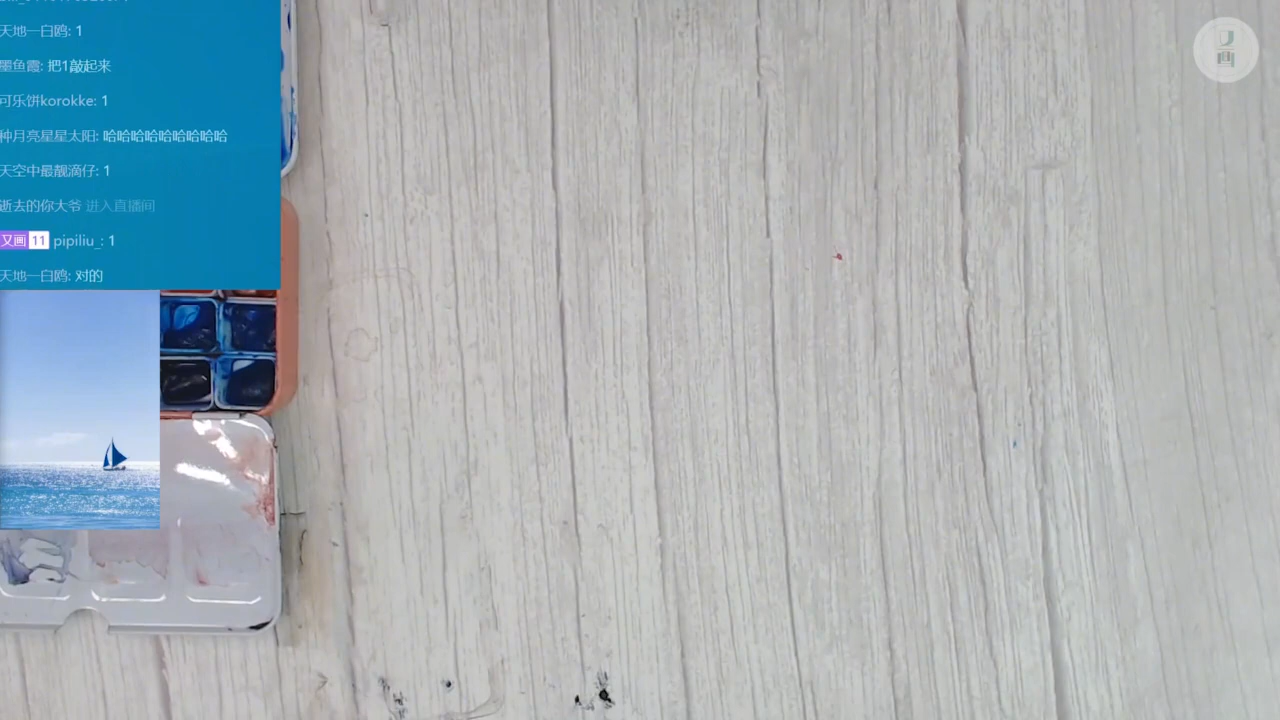 天地一白鸥: 1
墨鱼霞: 把1敲起来
可乐饼korokke: 1
种月亮星星太阳: 哈哈哈哈哈哈哈哈哈
天空中最靓滴仔: 1
逝去的你大爷 进入直播间
又画 11 pipiliu_: 1
天地一白鸥: 对的
又画